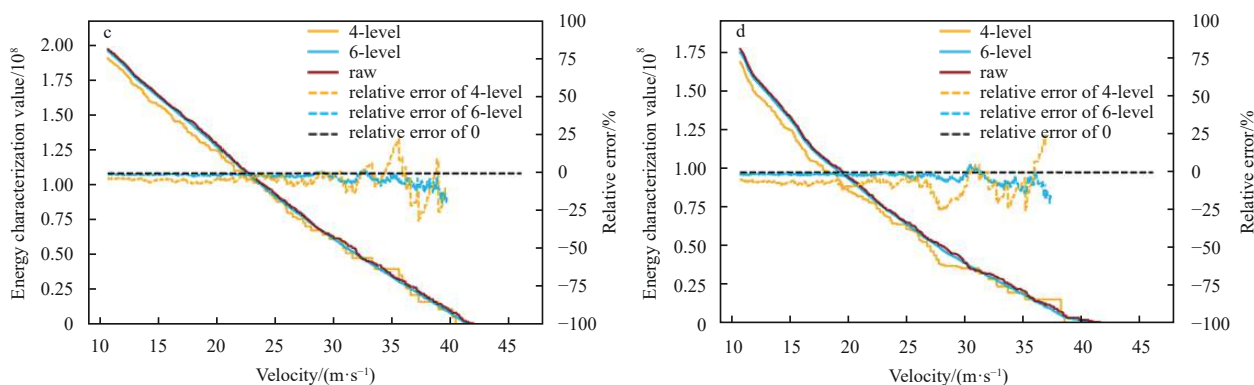 c
4-level
6-level
raw
relative error of 4-level
relative error of 6-level
relative error of 0
Energy characterization value/10⁸
2.00
1.75
1.50
1.25
1.00
0.75
0.50
0.25
0
100
75
50
25
0
−25
−50
−75
−100
Relative error/%
10 15 20 25 30 35 40 45
Velocity/(m·s⁻¹)
d
4-level
6-level
raw
relative error of 4-level
relative error of 6-level
relative error of 0
Energy characterization value/10⁸
1.75
1.50
1.25
1.00
0.75
0.50
0.25
0
100
75
50
25
0
−25
−50
−75
−100
Relative error/%
10 15 20 25 30 35 40 45
Velocity/(m·s⁻¹)